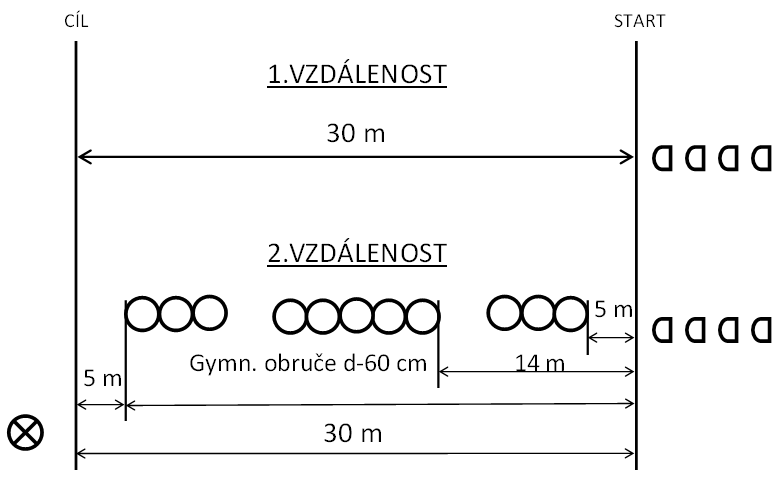 CÍL
START
1.VZDÁLENOST
30 m
2.VZDÁLENOST
5 m
Gymn. obruče d-60 cm
14 m
5 m
30 m